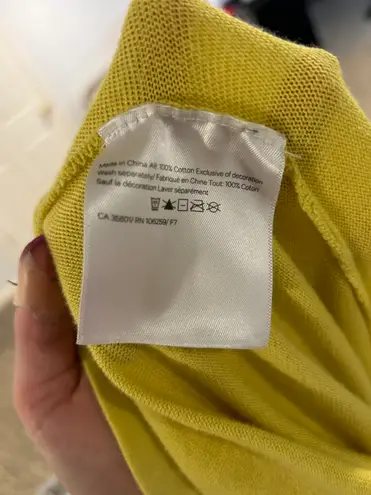 Made in China All: 100% Cotton Exclusive of decoration
Wash separately/ Fabriqué en Chine Tout: 100% Coton
Sauf la décoration Laver séparément
CA 36801/ RN 106259/ F7